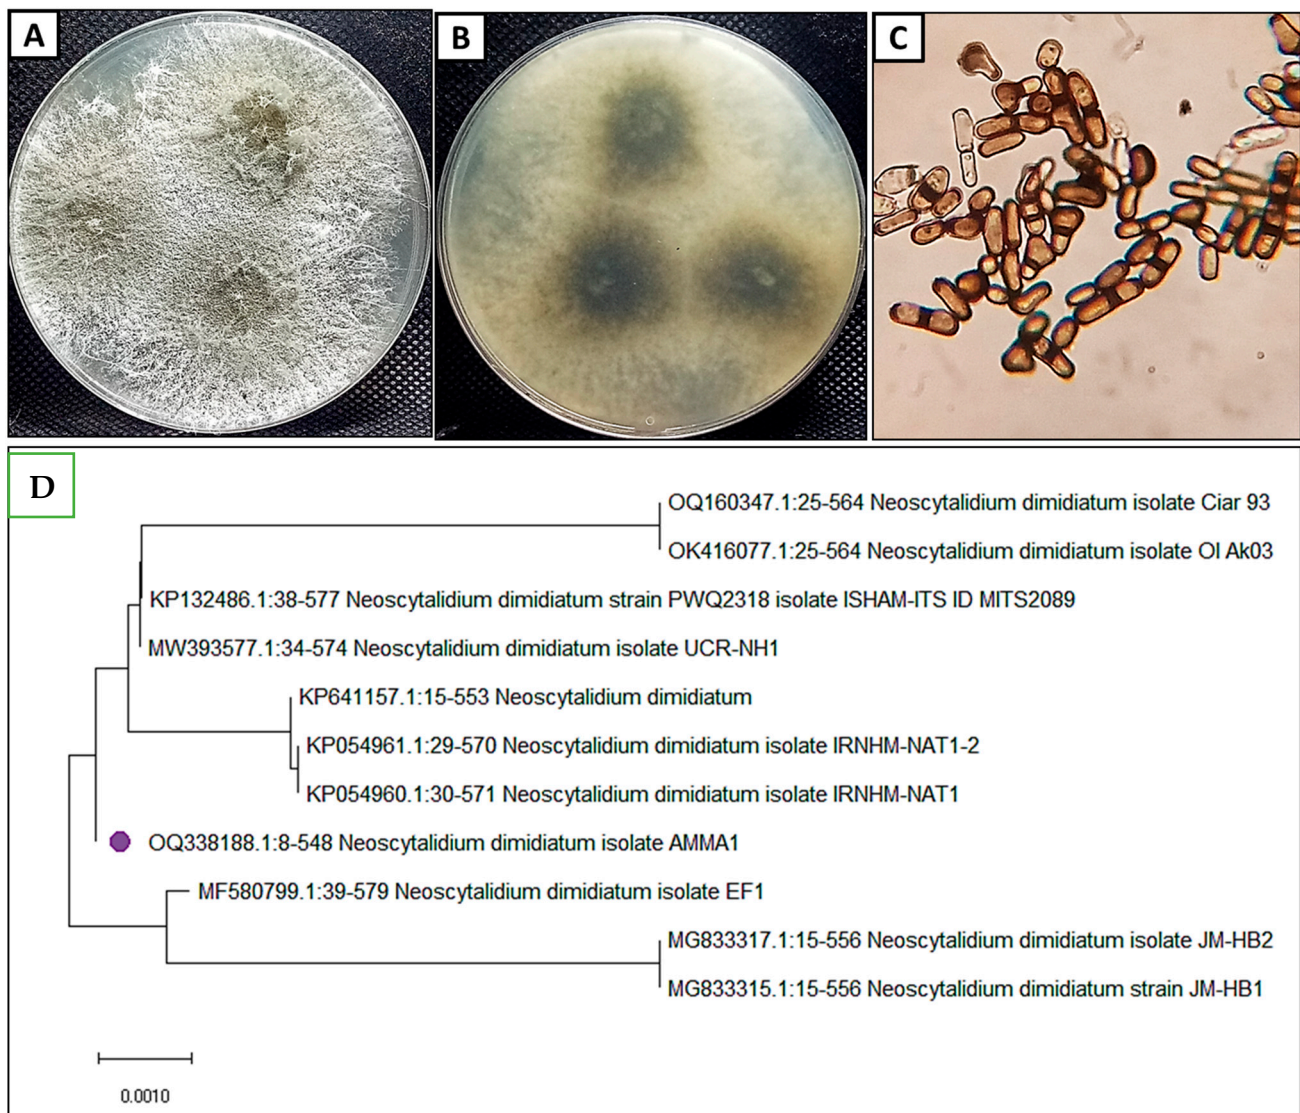 A
B
C
D
OQ160347.1:25-564 Neoscytalidium dimidiatum isolate Ciar 93
OK416077.1:25-564 Neoscytalidium dimidiatum isolate Ol Ak03
KP132486.1:38-577 Neoscytalidium dimidiatum strain PWQ2318 isolate ISHAM-ITS ID MITS2089
MW393577.1:34-574 Neoscytalidium dimidiatum isolate UCR-NH1
KP641157.1:15-553 Neoscytalidium dimidiatum
KP054961.1:29-570 Neoscytalidium dimidiatum isolate IRNHM-NAT1-2
KP054960.1:30-571 Neoscytalidium dimidiatum isolate IRNHM-NAT1
OQ338188.1:8-548 Neoscytalidium dimidiatum isolate AMMA1
MF580799.1:39-579 Neoscytalidium dimidiatum isolate EF1
MG833317.1:15-556 Neoscytalidium dimidiatum isolate JM-HB2
MG833315.1:15-556 Neoscytalidium dimidiatum strain JM-HB1
0.0010